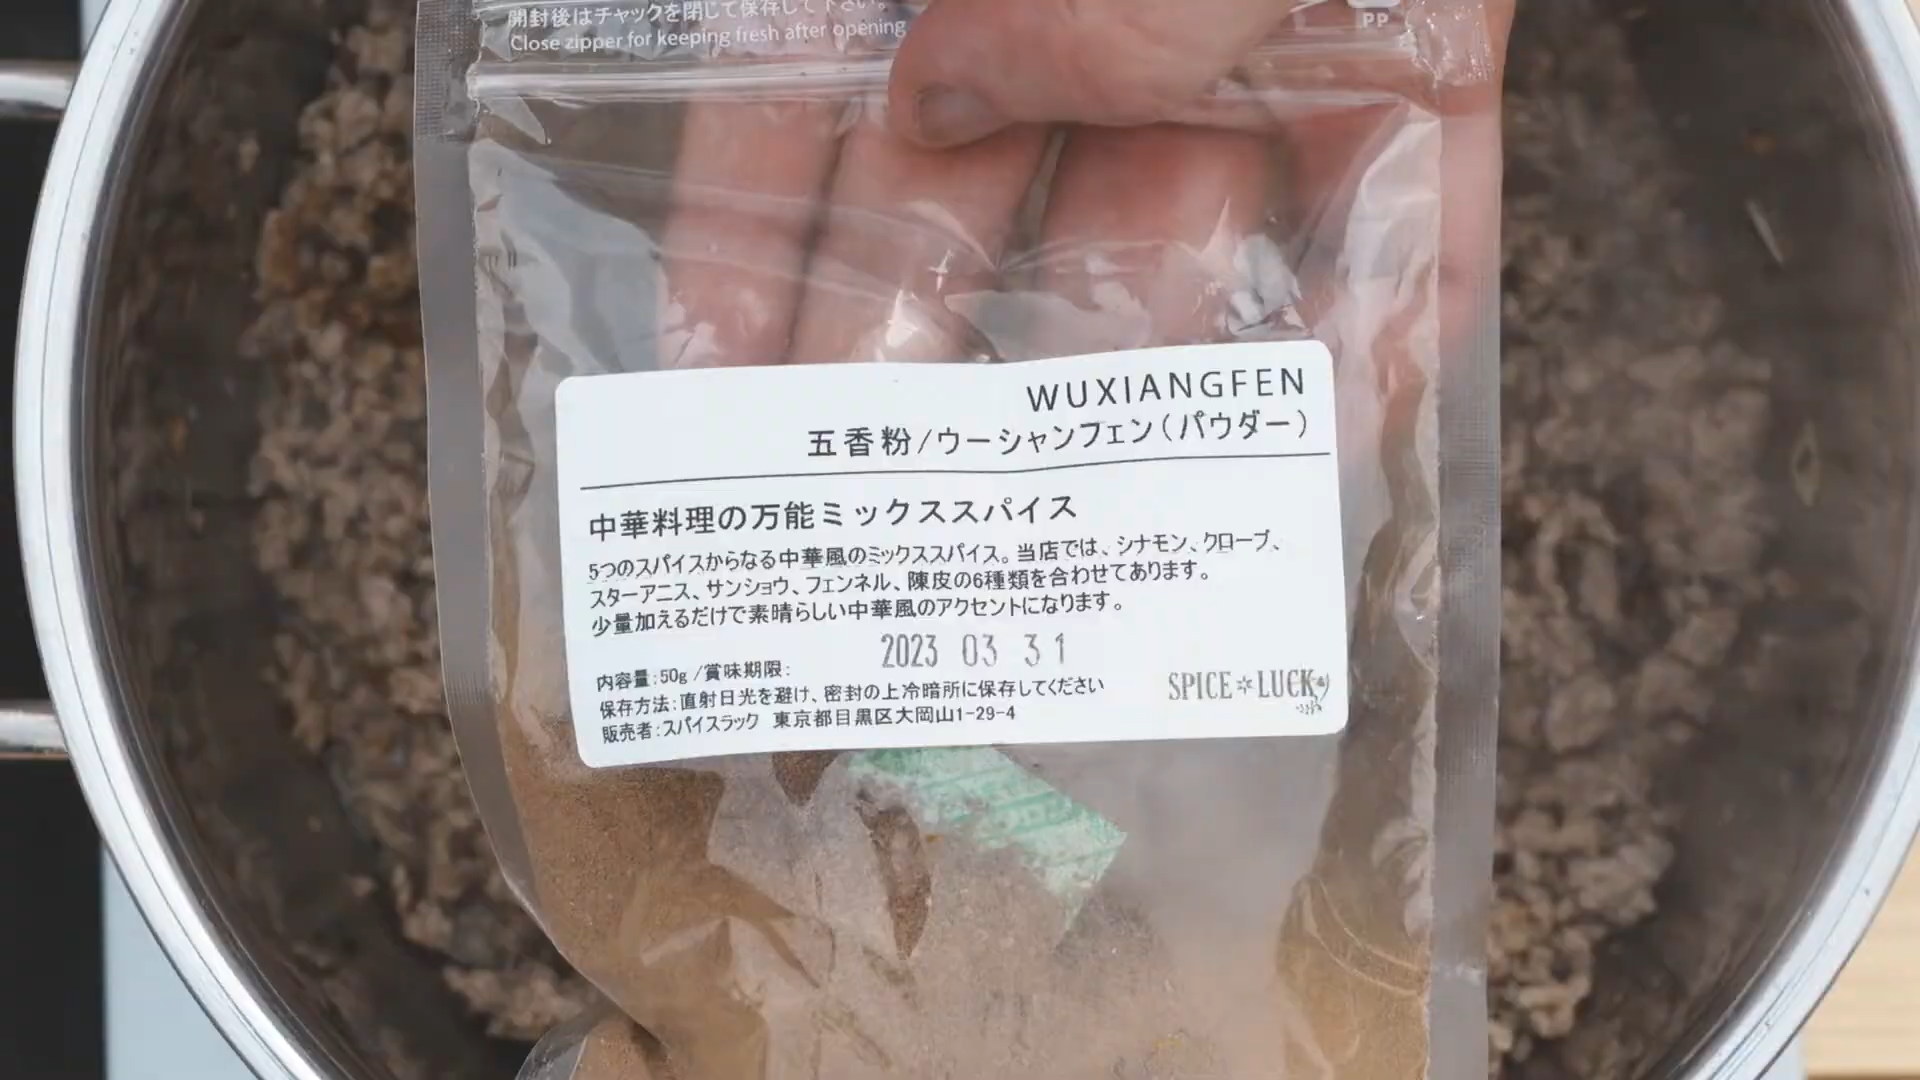 開封後はチャックを閉じて保存して下さい。
Close zipper for keeping fresh after opening
PP
WUXIANGFEN
五香粉/ウーシャンフェン(パウダー)
中華料理の万能ミックススパイス
5つのスパイスからなる中華風のミックススパイス。当店では、シナモン、クローブ、
スターアニス、サンショウ、フェンネル、陳皮の6種類を合わせてあります。
少量加えるだけで素晴らしい中華風のアクセントになります。
2023 03 31
内容量:50g /賞味期限:
保存方法:直射日光を避け、密封の上冷暗所に保存してください
販売者:スパイスラック 東京都目黒区大岡山1-29-4
SPICE*LUCK